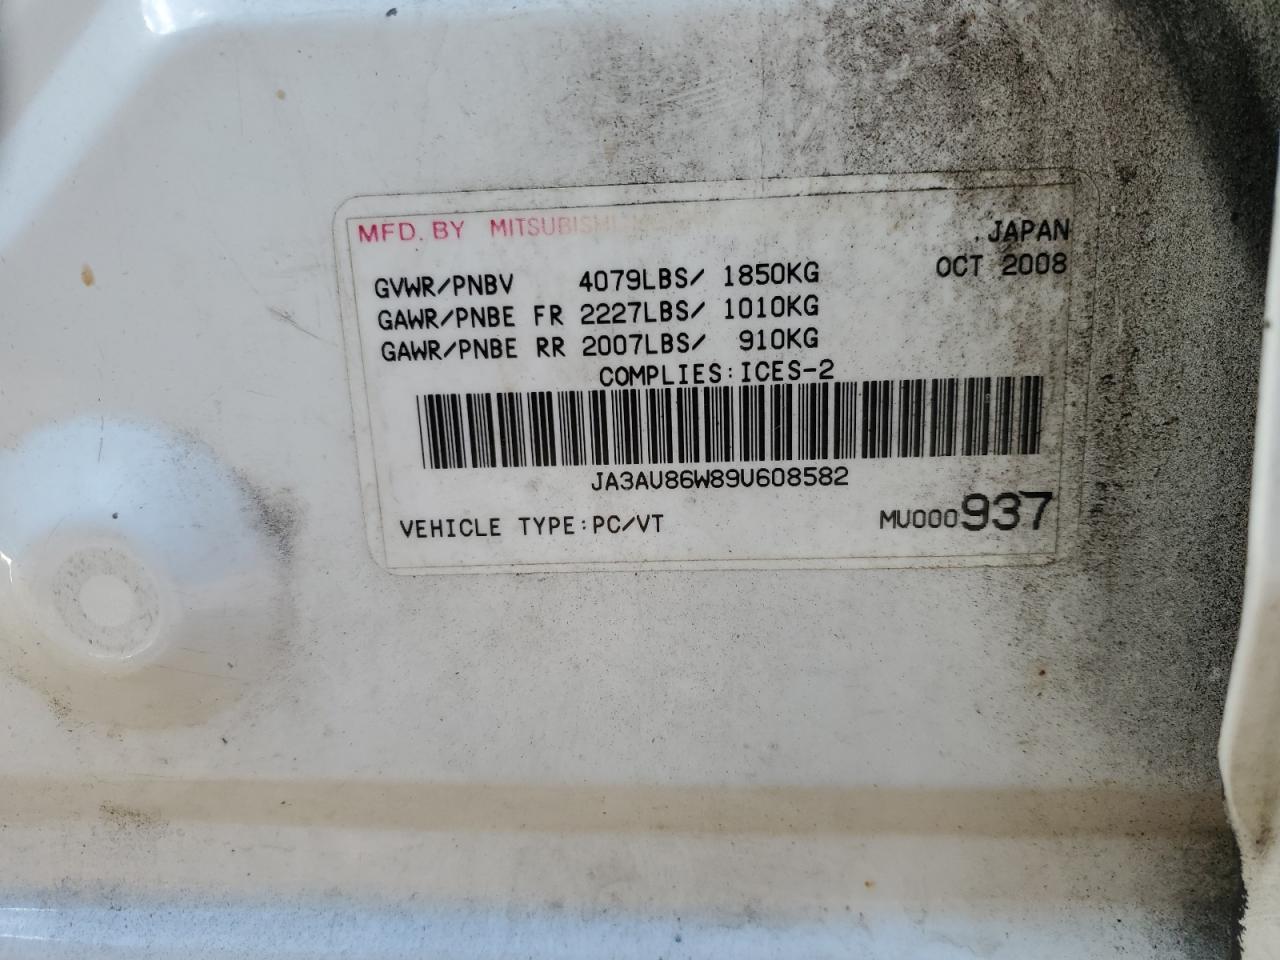 MFD. BY MITSUBISHI
JAPAN
OCT 2008
GVWR/PNBV 4079LBS/ 1850KG
GAWR/PNBE FR 2227LBS/ 1010KG
GAWR/PNBE RR 2007LBS/ 910KG
COMPLIES:ICES-2
JA3AU86W89U608582
VEHICLE TYPE:PC/VT
MU000937